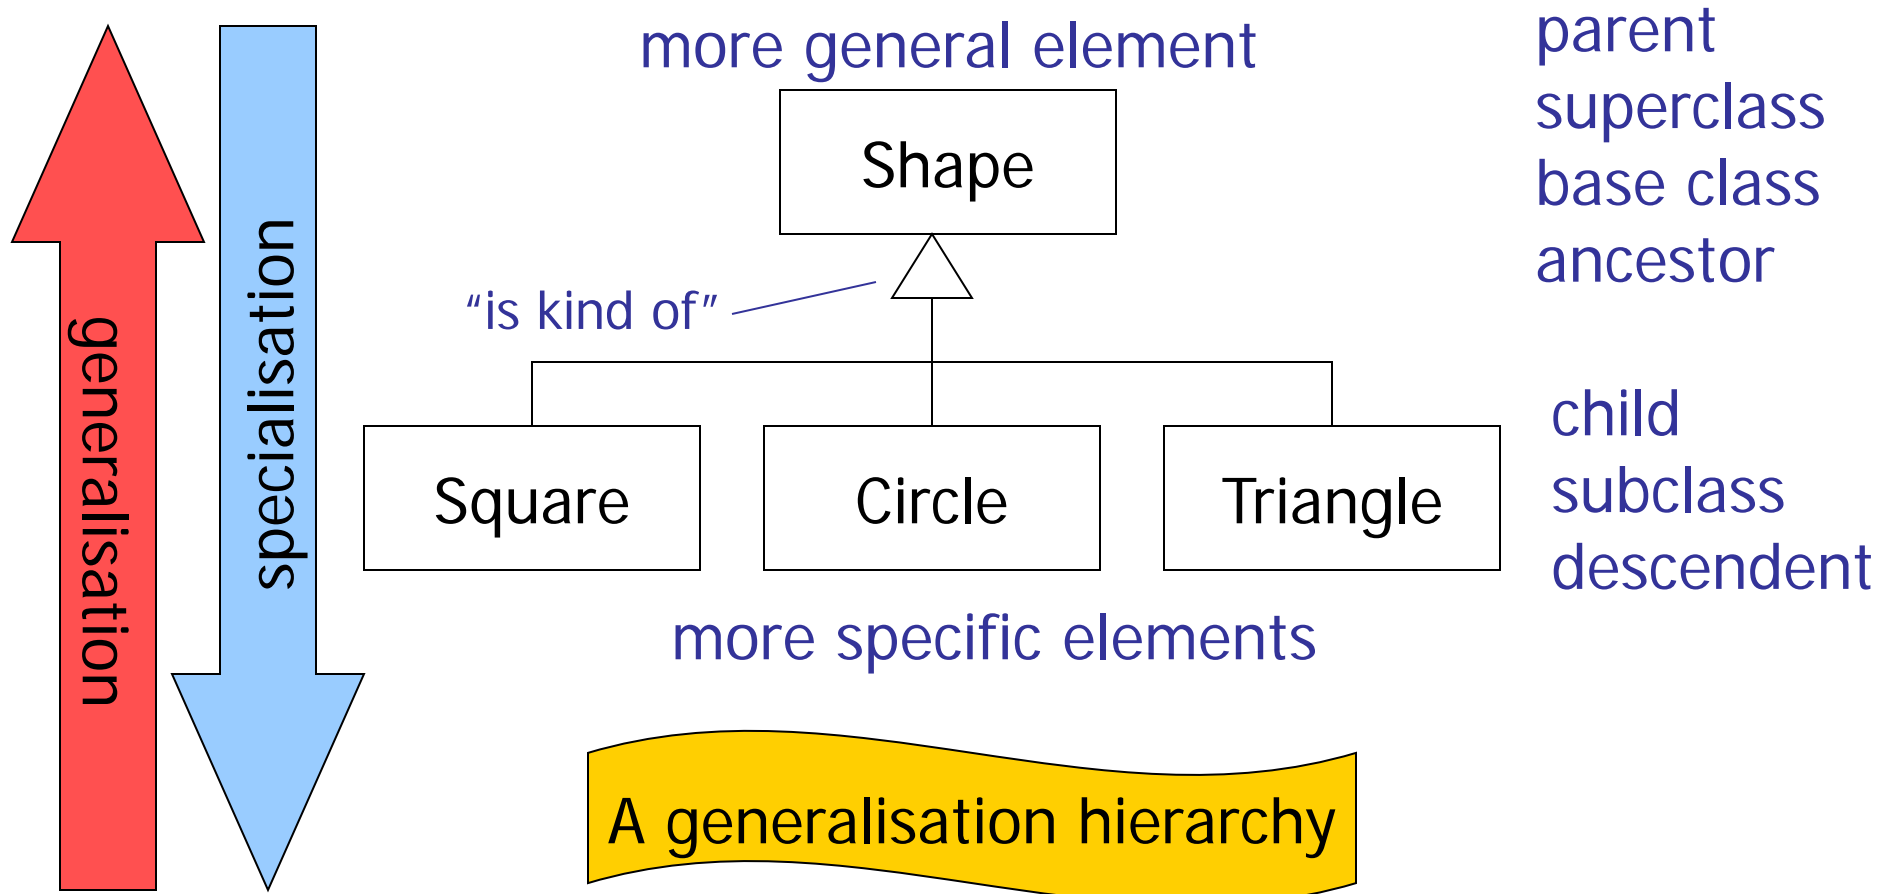 more general element
parent
superclass
base class
ancestor
Shape
“is kind of”
generalisation
specialisation
Square
Circle
Triangle
child
subclass
descendent
more specific elements
A generalisation hierarchy